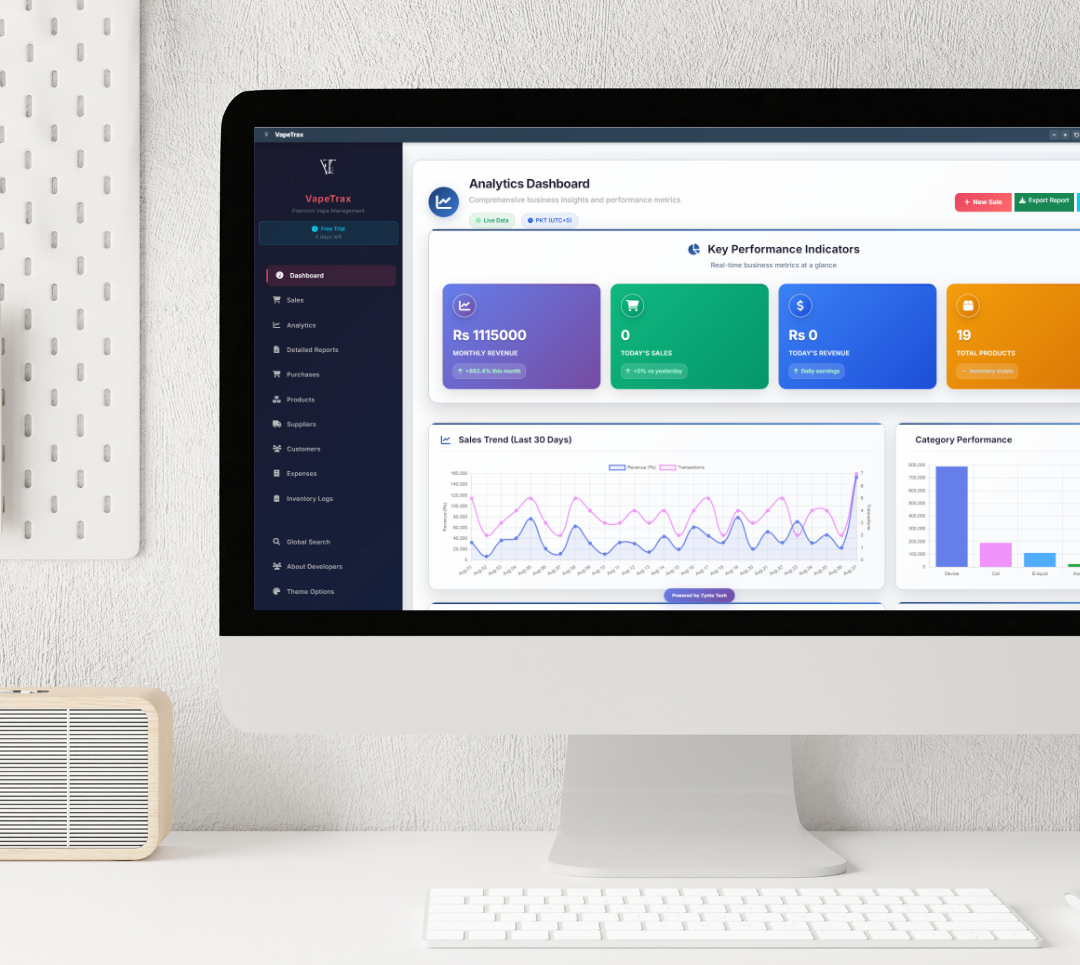 VapeTrax
VapeTrax
Premium Vape Management
Free Trial
4 days left
Dashboard
Sales
Analytics
Detailed Reports
Purchases
Products
Suppliers
Customers
Expenses
Inventory Logs
Global Search
About Developers
Theme Options
Analytics Dashboard
Comprehensive business insights and performance metrics
Live Data
PKT (UTC+5)
+ New Sale
Export Report
Key Performance Indicators
Real-time business metrics at a glance
Rs 1115000
MONTHLY REVENUE
0
TODAY'S SALES
+0% vs yesterday
Rs 0
TODAY'S REVENUE
Daily earnings
19
TOTAL PRODUCTS
Inventory stable
Sales Trend (Last 30 Days)
Revenue (Rs)
Transactions
160,000
140,000
120,000
100,000
80,000
60,000
40,000
20,000
0
7
6
5
4
3
2
1
0
Revenue (Rs)
Transactions
Aug 01
Aug 02
Aug 03
Aug 04
Aug 05
Aug 06
Aug 07
Aug 08
Aug 09
Aug 10
Aug 11
Aug 12
Aug 13
Aug 14
Aug 15
Aug 16
Aug 17
Aug 18
Aug 19
Aug 20
Aug 21
Aug 22
Aug 23
Aug 24
Aug 25
Aug 26
Aug 27
Category Performance
800,000
700,000
600,000
500,000
400,000
300,000
200,000
100,000
0
Device
Coil
E-liquid
Powered by Zynta Tech